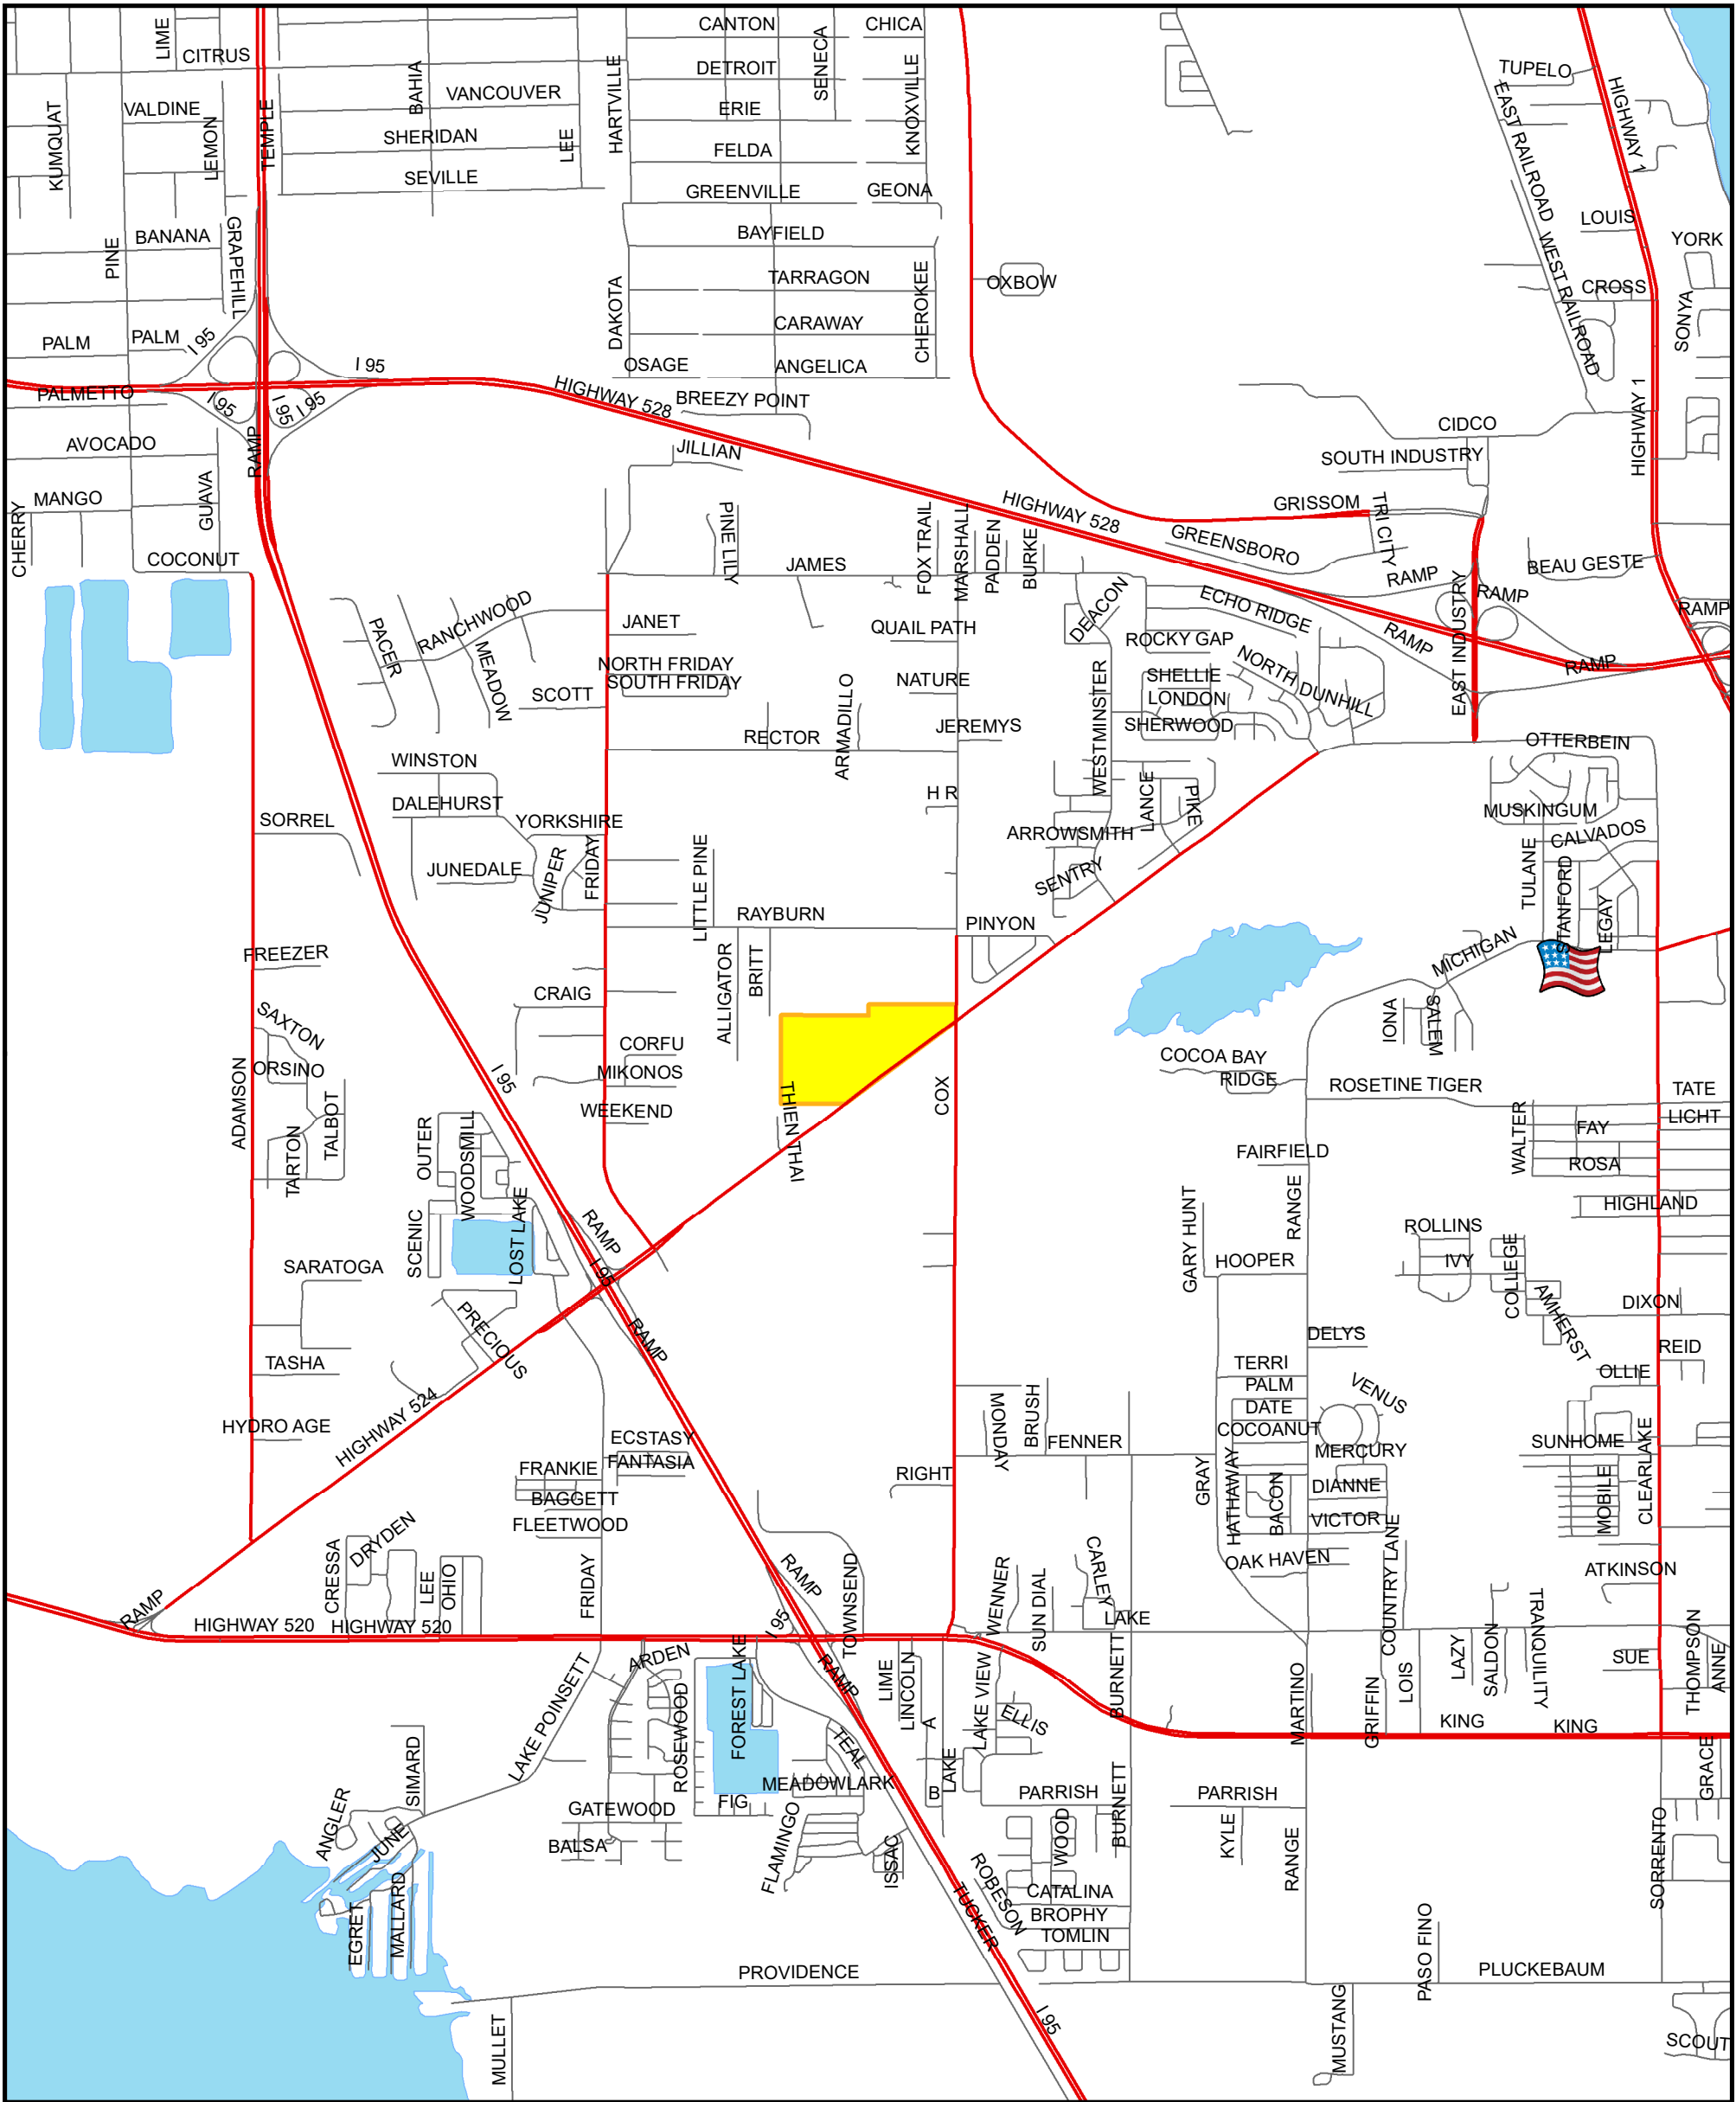 CANTON
CHICA
LIME
CITRUS
SENECA
DETROIT
BAHIA
VANCOUVER
HARTVILLE
KNOXVILLE
TUPELO
HIGHWAY 1
KUMQUAT
VALDINE
LEMON
TEMPLE
ERIE
EAST RAILROAD
SHERIDAN
LEE
FELDA
SEVILLE
GREENVILLE
GEONA
LOUIS
PINE
BANANA
GRAPEHILL
BAYFIELD
WEST RAILROAD
YORK
TARRAGON
CHEROKEE
OXBOW
CROSS
DAKOTA
CARAWAY
SONYA
PALM
PALM
I 95
I 95
OSAGE
ANGELICA
PALMETTO
I 95
I 95
I 95
HIGHWAY 528
BREEZY POINT
HIGHWAY 1
CIDCO
AVOCADO
RAMP
JILLIAN
SOUTH INDUSTRY
CHERRY
MANGO
GUAVA
PINE LILY
FOX TRAIL
MARSHALL
PADDEN
BURKE
HIGHWAY 528
GRISSOM
TRI CITY
COCONUT
JAMES
GREENSBORO
RAMP
BEAU GESTE
RAMP
RAMP
PACER
RANCHWOOD
JANET
QUAIL PATH
DEACON
ECHO RIDGE
RAMP
EAST INDUSTRY
ROCKY GAP
MEADOW
NORTH FRIDAY
SOUTH FRIDAY
NATURE
WESTMINSTER
SHELLIE
NORTH DUNHILL
RAMP
SCOTT
ARMADILLO
LONDON
RECTOR
JEREMYS
SHERWOOD
OTTERBEIN
WINSTON
H R
LANCE
PIKE
DALEHURST
MUSKINGUM
SORREL
YORKSHIRE
ARROWSMITH
CALVADOS
JUNEDALE
JUNIPER
FRIDAY
LITTLE PINE
SENTRY
TULANE
STANFORD
LEGAY
RAYBURN
PINYON
FREEZER
ALLIGATOR
BRITT
MICHIGAN
CRAIG
IONA
SALEM
SAXTON
CORFU
COCOA BAY
ADAMSON
ORSINO
I 95
MIKONOS
RIDGE
ROSETINE TIGER
TATE
WEEKEND
THIEN THAI
COX
LICHT
TARTON
TALBOT
OUTER
WOODSMILL
WALTER
FAY
FAIRFIELD
ROSA
RANGE
HIGHLAND
SCENIC
LOST LAKE
RAMP
GARY HUNT
ROLLINS
SARATOGA
I 95
HOOPER
IVY
COLLEGE
AMHERST
PRECIOUS
RAMP
DIXON
DELYS
REID
TASHA
TERRI
OLLIE
PALM
VENUS
HIGHWAY 524
MONDAY
BRUSH
DATE
HYDRO AGE
ECSTASY
COCOANUT
FENNER
MERCURY
SUNHOME
CLEARLAKE
FRANKIE
FANTASIA
RIGHT
GRAY
HATHAWAY
BACON
DIANNE
MOBILE
BAGGETT
FLEETWOOD
VICTOR
CRESSA
DRYDEN
OAK HAVEN
COUNTRY LANE
ATKINSON
LEE
OHIO
FRIDAY
RAMP
TOWNSEND
WENNER
SUN DIAL
CARLEY
RAMP
HIGHWAY 520
HIGHWAY 520
I 95
LAKE
TRANQUILITY
THOMPSON
ANNE
ARDEN
LAKE POINSETT
FOREST LAKE
RAMP
LIME
LINCOLN
LAKE VIEW
BURNETT
LOIS
LAZY
SALDON
SUE
ROSEWOOD
A
ELLIS
MARTINO
GRIFFIN
KING
KING
SIMARD
TEAL
LAKE
GRACE
MEADOWLARK
B
PARRISH
BURNETT
PARRISH
ANGLER
GATEWOOD
FIG
JUNE
BALSA
FLAMINGO
ISSAC
WOOD
KYLE
RANGE
SORRENTO
MALLARD
EGRET
TUCKER
ROBESON
CATALINA
BROPHY
TOMLIN
PASO FINO
PROVIDENCE
PLUCKEBAUM
MULLET
I 95
MUSTANG
SCOUT